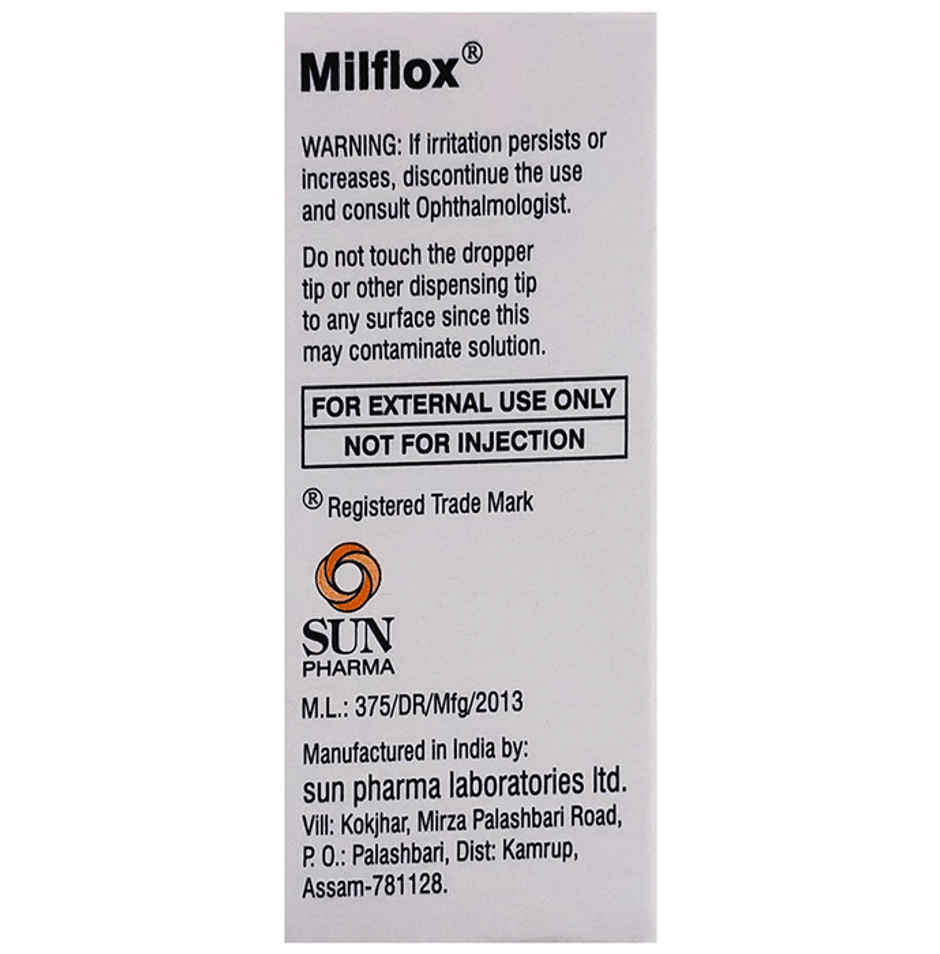 Milflox®
WARNING: If irritation persists or
increases, discontinue the use
and consult Ophthalmologist.
Do not touch the dropper
tip or other dispensing tip
to any surface since this
may contaminate solution.
FOR EXTERNAL USE ONLY
NOT FOR INJECTION
® Registered Trade Mark
SUN
PHARMA
M.L.: 375/DR/Mfg/2013
Manufactured in India by:
sun pharma laboratories ltd.
Vill: Kokjhar, Mirza Palashbari Road,
P. O.: Palashbari, Dist: Kamrup,
Assam-781128.